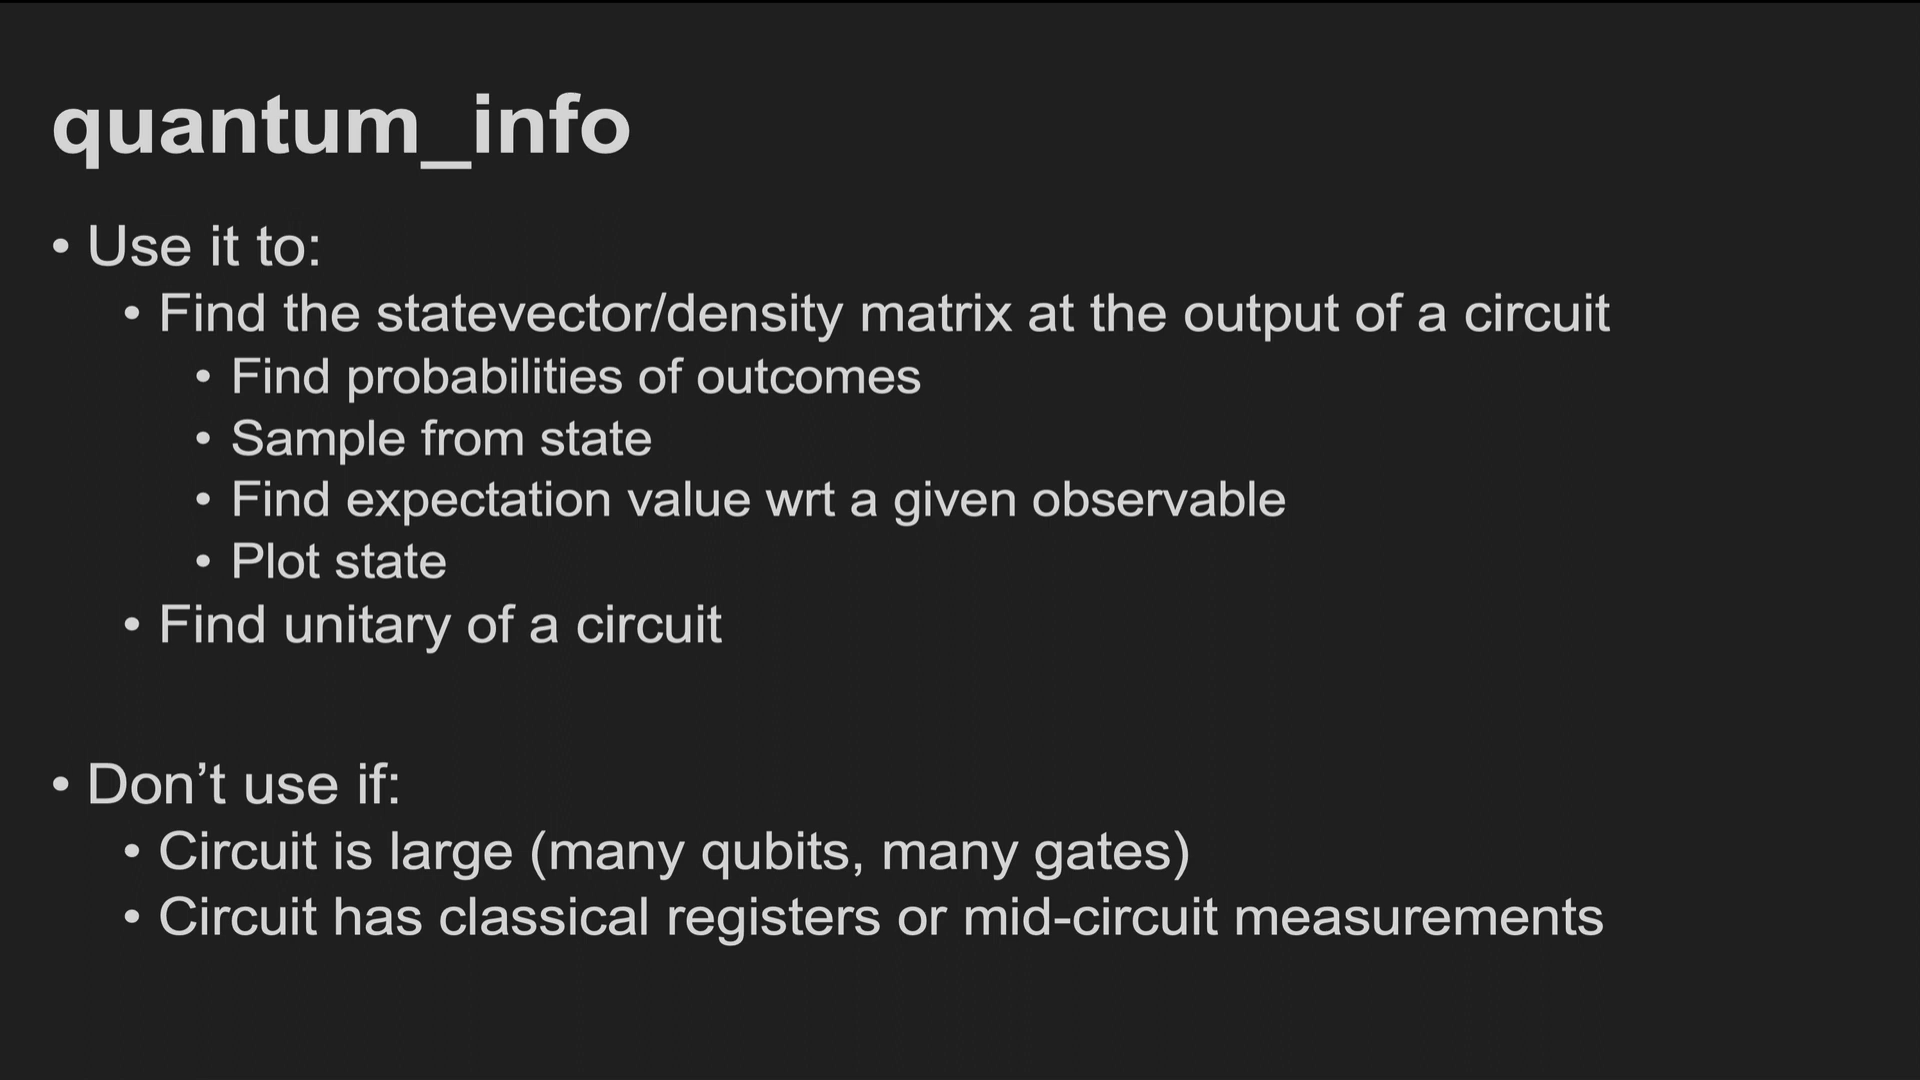 quantum_info
• Use it to:
• Find the statevector/density matrix at the output of a circuit
• Find probabilities of outcomes
• Sample from state
• Find expectation value wrt a given observable
• Plot state
• Find unitary of a circuit
• Don’t use if:
• Circuit is large (many qubits, many gates)
• Circuit has classical registers or mid-circuit measurements